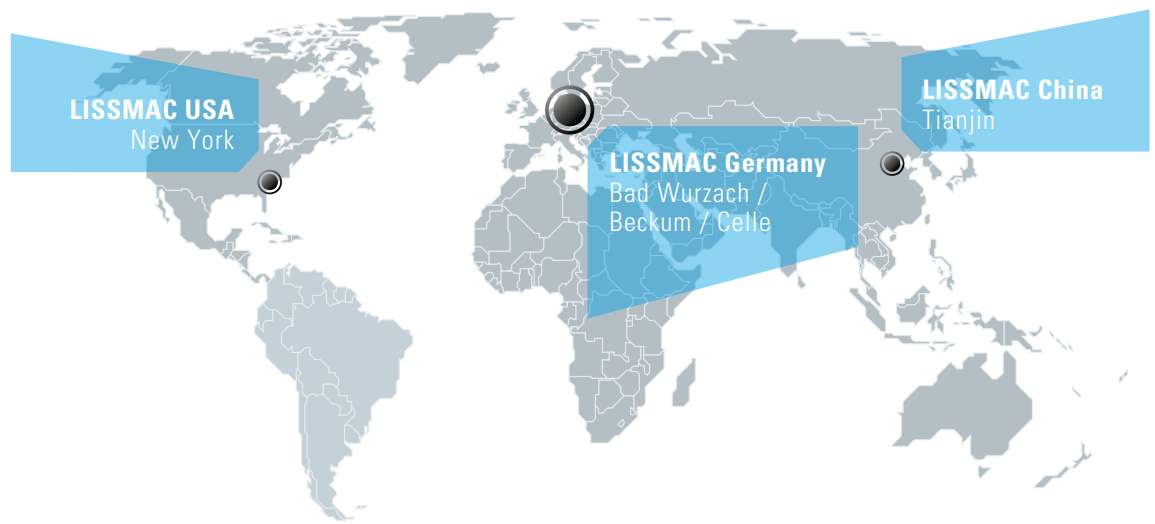 LISSMAC USA
New York
LISSMAC Germany
Bad Wurzach /
Beckum / Celle
LISSMAC China
Tianjin